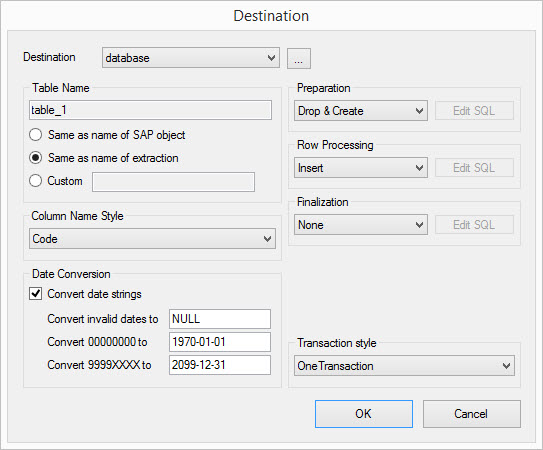 Destination
Destination database ...
Table Name
table_1
Same as name of SAP object
Same as name of extraction
Custom
Column Name Style
Code
Date Conversion
Convert date strings
Convert invalid dates to NULL
Convert 00000000 to 1970-01-01
Convert 9999XXXX to 2099-12-31
Preparation
Drop & Create Edit SQL
Row Processing
Insert Edit SQL
Finalization
None Edit SQL
Transaction style
OneTransaction
OK Cancel